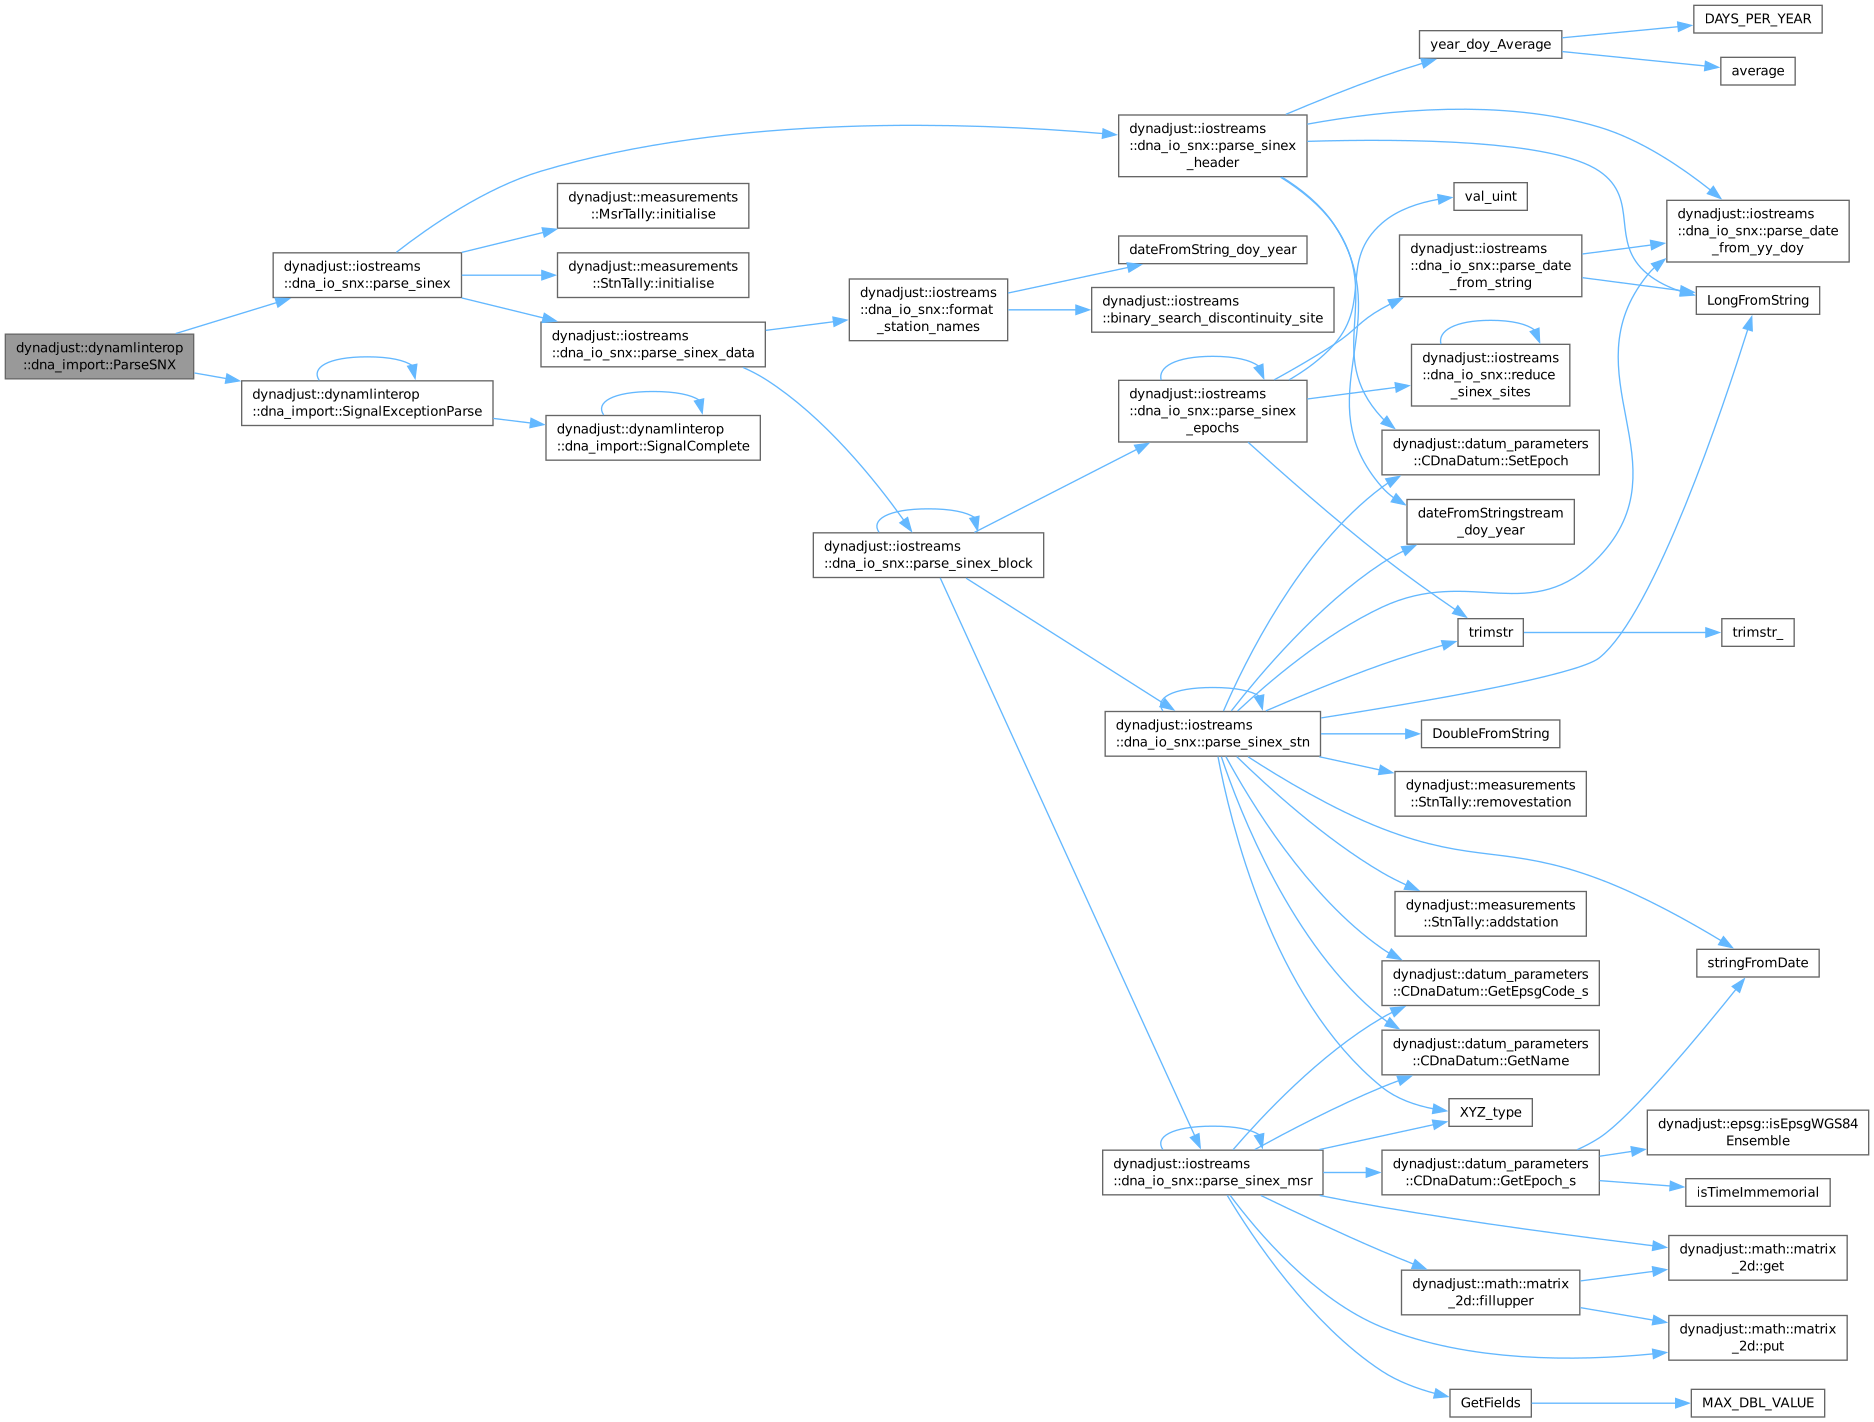 DAYS_PER_YEAR
year_doy_Average
average
dynadjust::iostreams
::dna_io_snx::parse_sinex
_header
dynadjust::measurements
::MsrTally::initialise
val_uint
dynadjust::iostreams
::dna_io_snx::parse_date
_from_yy_doy
dateFromString_doy_year
dynadjust::iostreams
::dna_io_snx::parse_date
_from_string
dynadjust::iostreams
::dna_io_snx::parse_sinex
dynadjust::measurements
::StnTally::initialise
dynadjust::iostreams
::dna_io_snx::format
_station_names
dynadjust::iostreams
::binary_search_discontinuity_site
LongFromString
dynadjust::dynamlinterop
::dna_import::ParseSNX
dynadjust::iostreams
::dna_io_snx::parse_sinex_data
dynadjust::iostreams
::dna_io_snx::reduce
_sinex_sites
dynadjust::dynamlinterop
::dna_import::SignalExceptionParse
dynadjust::iostreams
::dna_io_snx::parse_sinex
_epochs
dynadjust::dynamlinterop
::dna_import::SignalComplete
dynadjust::datum_parameters
::CDnaDatum::SetEpoch
dateFromStringstream
_doy_year
dynadjust::iostreams
::dna_io_snx::parse_sinex_block
trimstr
trimstr_
dynadjust::iostreams
::dna_io_snx::parse_sinex_stn
DoubleFromString
dynadjust::measurements
::StnTally::removestation
dynadjust::measurements
::StnTally::addstation
stringFromDate
dynadjust::datum_parameters
::CDnaDatum::GetEpsgCode_s
dynadjust::datum_parameters
::CDnaDatum::GetName
XYZ_type
dynadjust::epsg::isEpsgWGS84
Ensemble
dynadjust::iostreams
::dna_io_snx::parse_sinex_msr
dynadjust::datum_parameters
::CDnaDatum::GetEpoch_s
isTimeImmemorial
dynadjust::math::matrix
_2d::get
dynadjust::math::matrix
_2d::fillupper
dynadjust::math::matrix
_2d::put
GetFields
MAX_DBL_VALUE